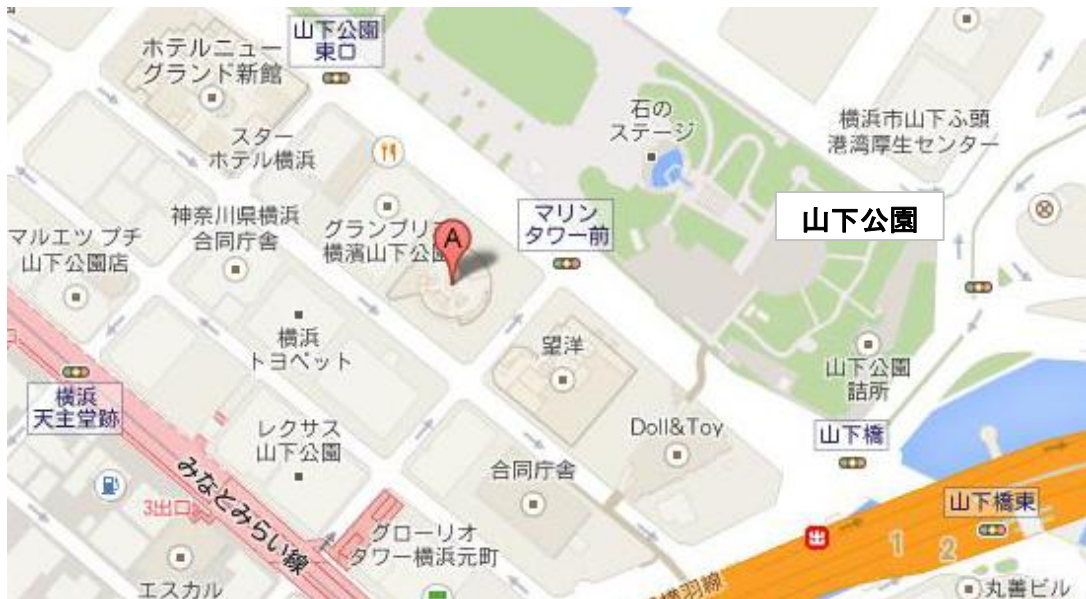 山下公園
東口
ホテルニュー
グランド新館
石の
ステージ
横浜市山下ふ頭
港湾厚生センター
スター
ホテル横浜
山下公園
マリン
タワー前
神奈川県横浜
合同庁舎
グランプリ
横濱山下公
A
マルエツ プチ
山下公園店
横浜
トヨペット
望洋
山下公園
詰所
横浜
天主堂跡
レクサス
山下公園
Doll&Toy
山下橋
合同庁舎
みなとみらい線
3出口
山下橋東
出
1
2
グローリオ
タワー横浜元町
エスカル
横羽線
丸善ビル